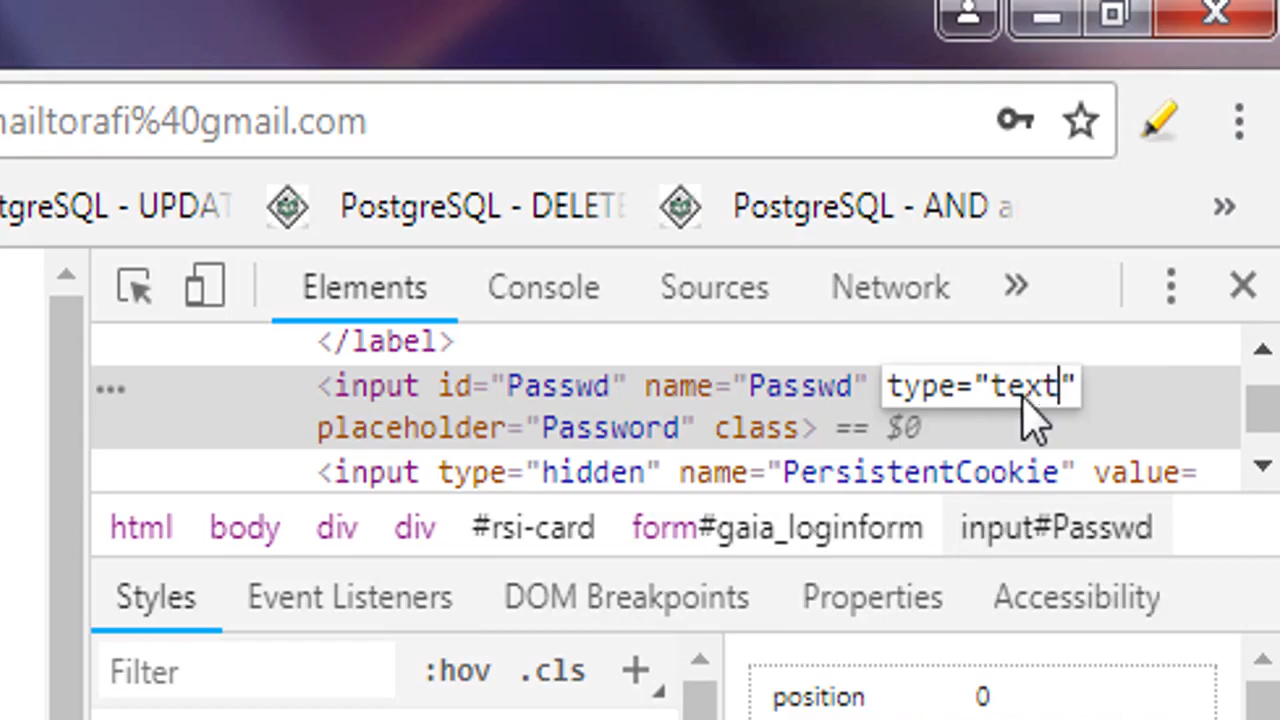 ailtorafi%40gmail.com
tgreSQL - UPDAT PostgreSQL - DELETE PostgreSQL - AND a
Elements Console Sources Network »
</label>
<input id="Passwd" name="Passwd" type="text"
placeholder="Password" class> == $0
<input type="hidden" name="PersistentCookie" value=
html body div div #rsi-card form#gaia_loginform input#Passwd
Styles Event Listeners DOM Breakpoints Properties Accessibility
Filter :hov .cls +
position 0